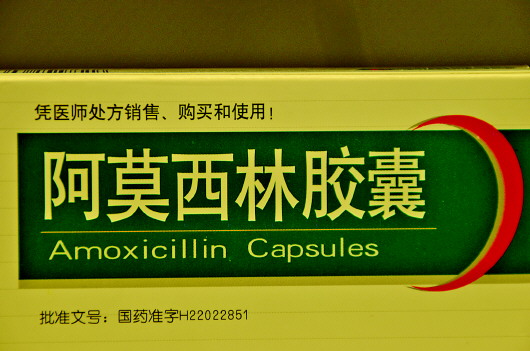 凭医师处方销售、购买和使用!
阿莫西林胶囊
Amoxicillin Capsules
批准文号：国药准字H22022851